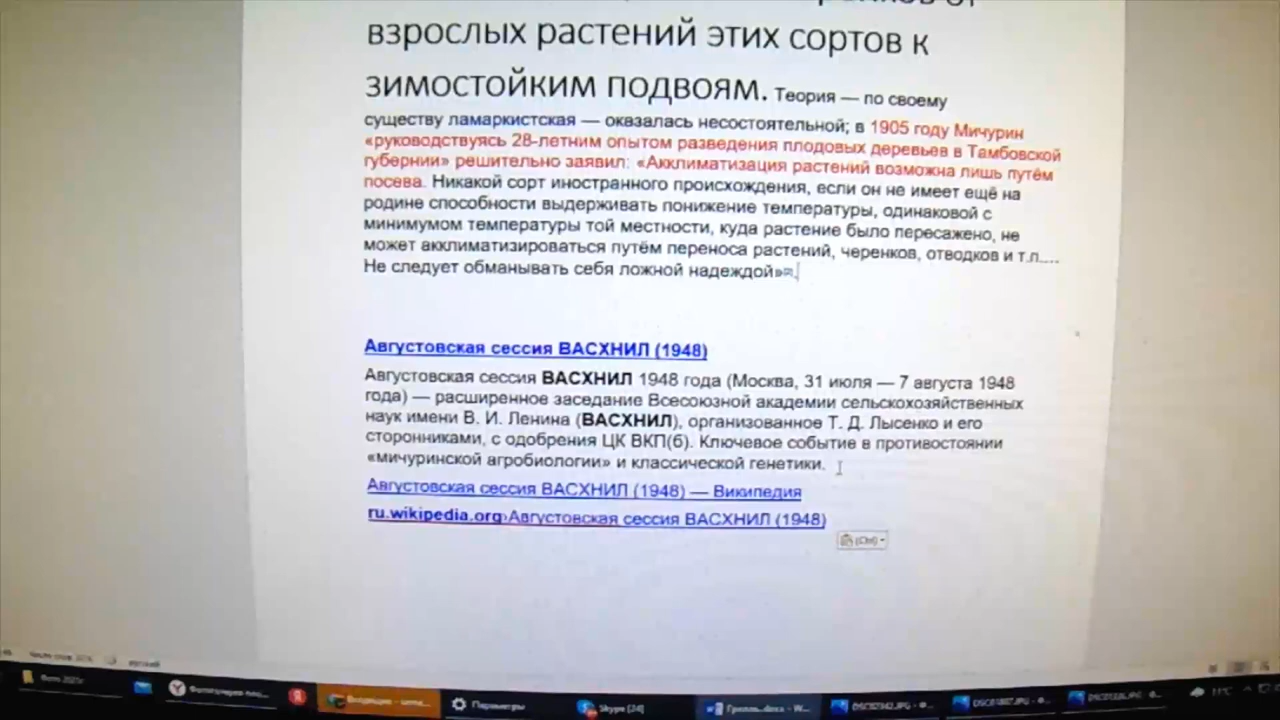 взрослых растений этих сортов к
зимостойким подвоям. Теория — по своему
существу ламаркистская — оказалась несостоятельной; в 1905 году Мичурин
«руководствуясь 28-летним опытом разведения плодовых деревьев в Тамбовской
губернии» решительно заявил: «Акклиматизация растений возможна лишь путём
посева. Никакой сорт иностранного происхождения, если он не имеет ещё на
родине способности выдерживать понижение температуры, одинаковой с
минимумом температуры той местности, куда растение было пересажено, не
может акклиматизироваться путём переноса растений, черенков, отводков и т.п....
Не следует обманывать себя ложной надеждой»
Августовская сессия ВАСХНИЛ (1948)
Августовская сессия ВАСХНИЛ 1948 года (Москва, 31 июля — 7 августа 1948
года) — расширенное заседание Всесоюзной академии сельскохозяйственных
наук имени В. И. Ленина (ВАСХНИЛ), организованное Т. Д. Лысенко и его
сторонниками, с одобрения ЦК ВКП(б). Ключевое событие в противостоянии
«мичуринской агробиологии» и классической генетики.
Августовская сессия ВАСХНИЛ (1948) — Википедия
ru.wikipedia.org›Августовская сессия ВАСХНИЛ (1948)
(Ctrl)
русский
Параметры
Skype [24]
11°C